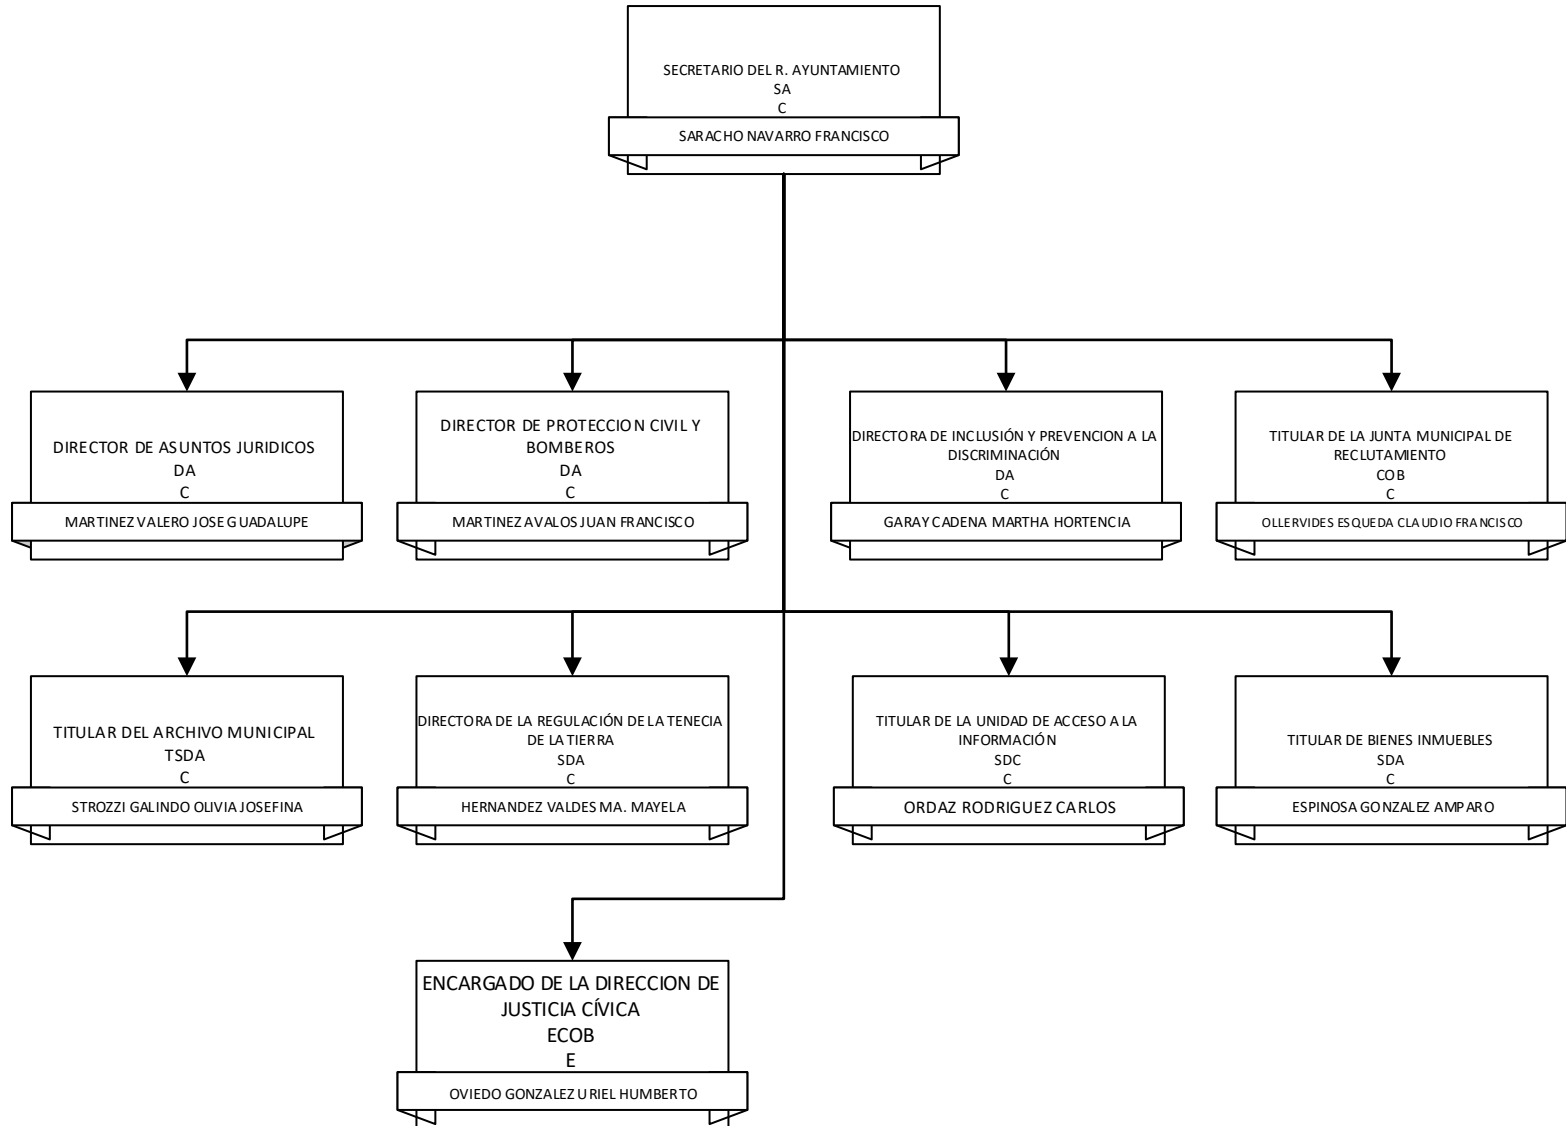 SECRETARIO DEL R. AYUNTAMIENTO
SA
C
SARACHO NAVARRO FRANCISCO
DIRECTOR DE ASUNTOS JURIDICOS
DA
C
MARTINEZ VALERO JOSE GUADALUPE
DIRECTOR DE PROTECCION CIVIL Y
BOMBEROS
DA
C
MARTINEZ AVALOS JUAN FRANCISCO
DIRECTORA DE INCLUSIÓN Y PREVENCION A LA
DISCRIMINACIÓN
DA
C
GARAY CADENA MARTHA HORTENCIA
TITULAR DE LA JUNTA MUNICIPAL DE
RECLUTAMIENTO
COB
C
OLLERVIDES ESQUEDA CLAUDIO FRANCISCO
TITULAR DEL ARCHIVO MUNICIPAL
TSDA
C
STROZZI GALINDO OLIVIA JOSEFINA
DIRECTORA DE LA REGULACIÓN DE LA TENECIA
DE LA TIERRA
SDA
C
HERNANDEZ VALDES MA. MAYELA
TITULAR DE LA UNIDAD DE ACCESO A LA
INFORMACIÓN
SDC
C
ORDAZ RODRIGUEZ CARLOS
TITULAR DE BIENES INMUEBLES
SDA
C
ESPINOSA GONZALEZ AMPARO
ENCARGADO DE LA DIRECCION DE
JUSTICIA CÍVICA
ECOB
E
OVIEDO GONZALEZ URIEL HUMBERTO